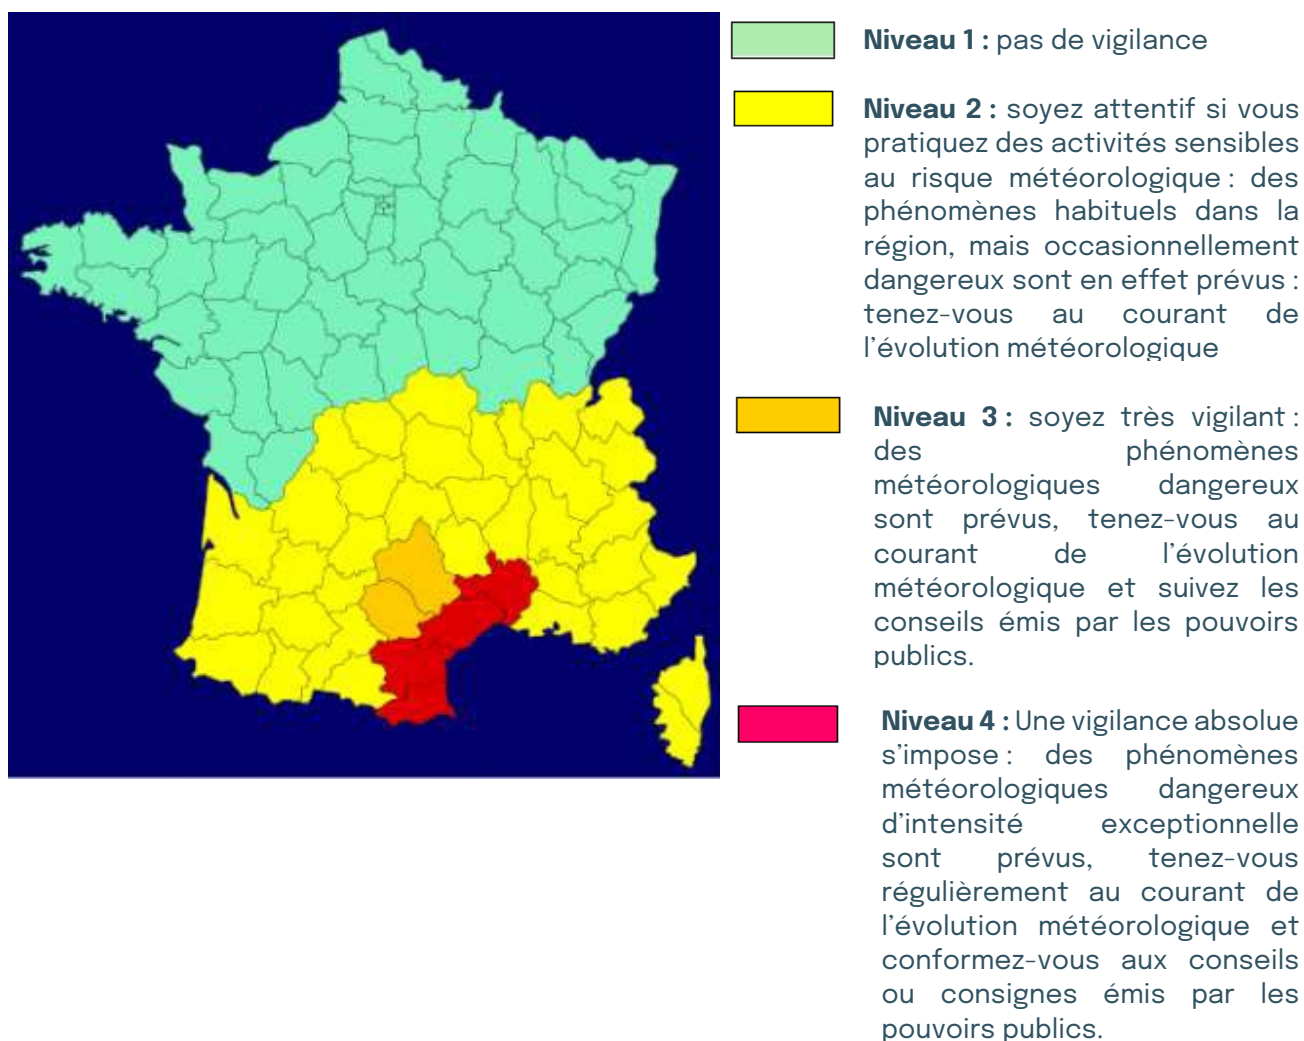 Niveau 1 : pas de vigilance
Niveau 2 : soyez attentif si vous
pratiquez des activités sensibles
au risque météorologique : des
phénomènes habituels dans la
région, mais occasionnellement
dangereux sont en effet prévus :
tenez-vous au courant de
l'évolution météorologique
Niveau 3 : soyez très vigilant :
des phénomènes
météorologiques dangereux
sont prévus, tenez-vous au
courant de l'évolution
météorologique et suivez les
conseils émis par les pouvoirs
publics.
Niveau 4 : Une vigilance absolue
s'impose : des phénomènes
météorologiques dangereux
d'intensité exceptionnelle
sont prévus, tenez-vous
régulièrement au courant de
l'évolution météorologique et
conformez-vous aux conseils
ou consignes émis par les
pouvoirs publics.